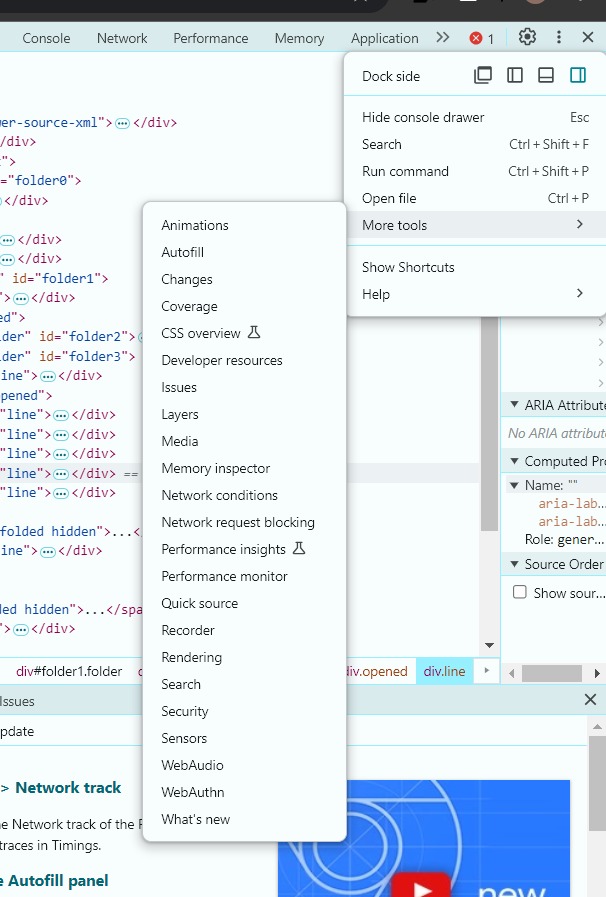 Console Network Performance Memory Application 1
Dock side
Hide console drawer Esc
Search Ctrl + Shift + F
Run command Ctrl + Shift + P
Open file Ctrl + P
More tools
Show Shortcuts
Help
er-source-xml"> </div>
/div>
">
="folder0">
</div>
</div>
</div>
" id="folder1">
"> </div>
ed">
lder" id="folder2">
lder" id="folder3">
ine"> </div>
pened">
"line"> </div>
"line"> </div>
"line"> </div>
"line"> </div> ==
"line"> </div>
folded hidden">...<
ine"> </div>
ded hidden">...</spa
"> </div>
Animations
Autofill
Changes
Coverage
CSS overview
Developer resources
Issues
Layers
Media
Memory inspector
Network conditions
Network request blocking
Performance insights
Performance monitor
Quick source
Recorder
Rendering
Search
Security
Sensors
WebAudio
WebAuthn
What's new
ARIA Attribute
No ARIA attribut
Computed Pro
Name: ""
aria-lab...
aria-lab...
Role: gener...
Source Order
Show sour...
div#folder1.folder div.opened div.line
Issues
pdate
> Network track
e Network track of the P
traces in Timings.
e Autofill panel
new